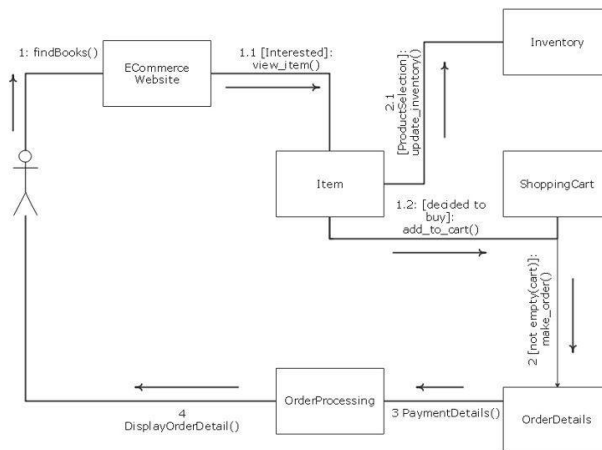 1: findBooks()
ECommerce
Website
1.1 [Interested]:
view_item()
2.1
[ProductSelection]:
update_inventory()
Inventory
Item
1.2: [decided to
buy]:
add_to_cart()
ShoppingCart
2 [not empty(cart)]:
make_order()
OrderDetails
3 PaymentDetails()
OrderProcessing
4
DisplayOrderDetail()